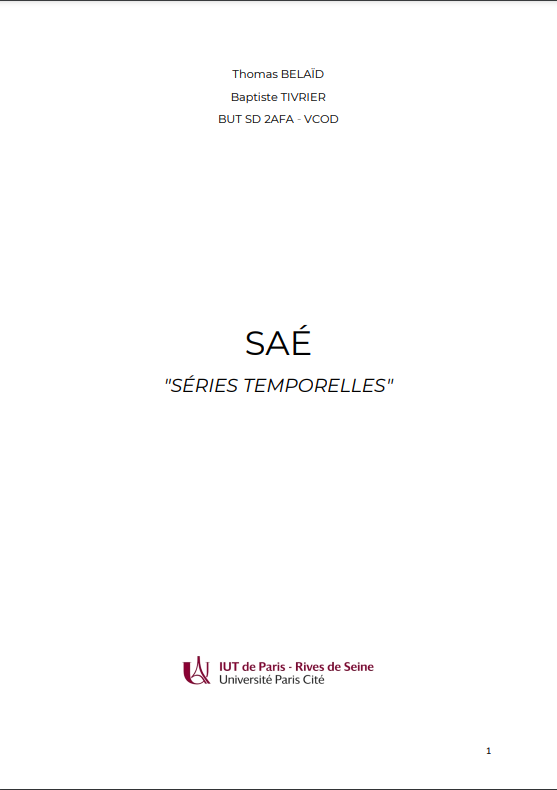 Thomas BELAÏD
Baptiste TIVRIER
BUT SD 2AFA - VCOD
SAÉ
"SÉRIES TEMPORELLES"
IUT de Paris - Rives de Seine
Université Paris Cité
1